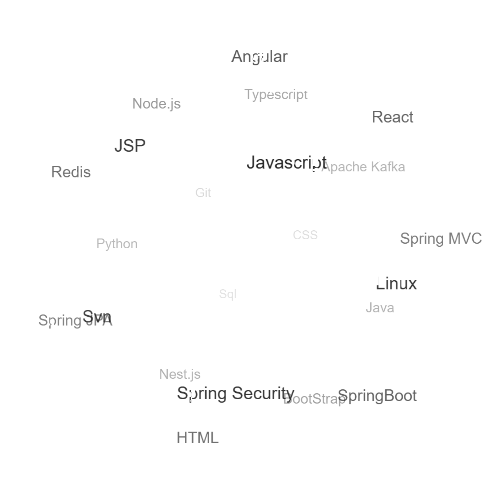 Angular
Typescript
Node.js
React
JSP
Javascript
Apache Kafka
Redis
Git
CSS
Spring MVC
Python
Linux
Sql
Java
Spring JPA
Nest.js
Spring Security
BootStrap
SpringBoot
HTML